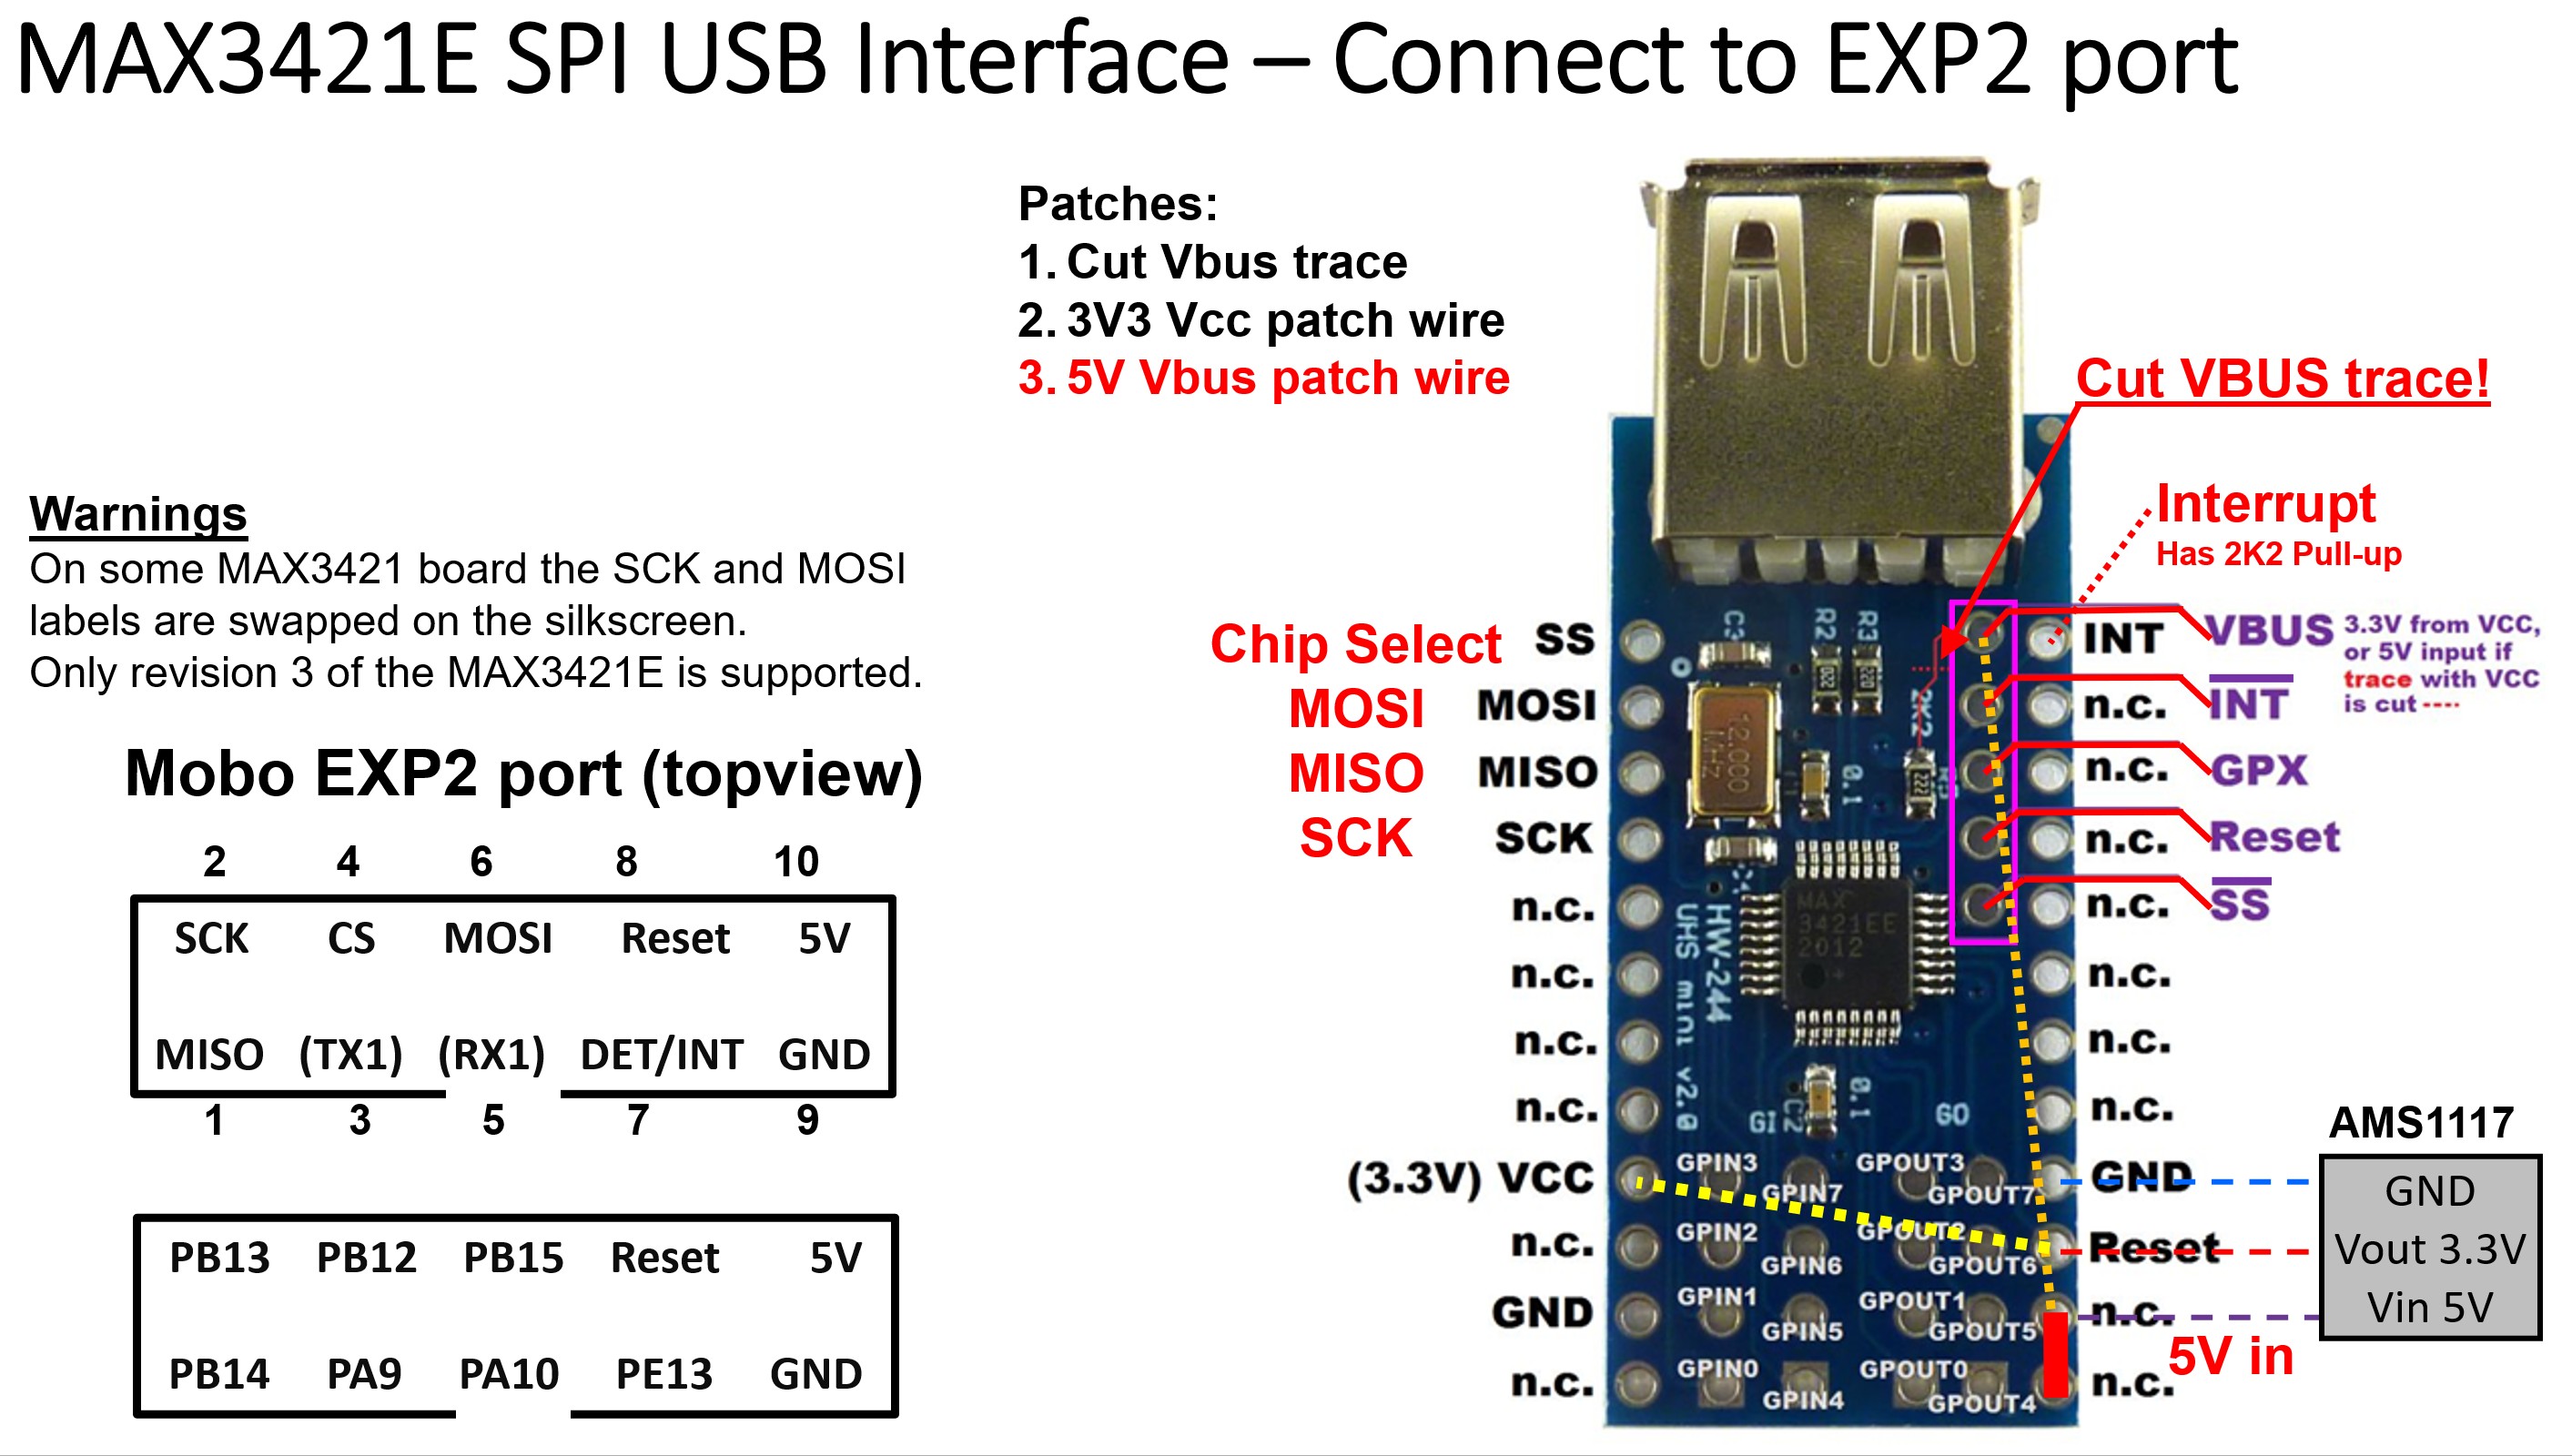 MAX3421E SPI USB Interface – Connect to EXP2 port
Patches:
1. Cut Vbus trace
2. 3V3 Vcc patch wire
3. 5V Vbus patch wire
Cut VBUS trace!
Warnings
On some MAX3421 board the SCK and MOSI
labels are swapped on the silkscreen.
Only revision 3 of the MAX3421E is supported.
Interrupt
Has 2K2 Pull-up
Mobo EXP2 port (topview)
2 4 6 8 10
SCK CS MOSI Reset 5V
MISO (TX1) (RX1) DET/INT GND
1 3 5 7 9
PB13 PB12 PB15 Reset 5V
PB14 PA9 PA10 PE13 GND
Chip Select SS
MOSI MOSI
MISO MISO
SCK SCK
n.c.
n.c.
n.c.
n.c.
(3.3V) VCC
n.c.
GND
n.c.
R2
R3
2K2
12.000
MHZ
0.1
220
222
MAX
3421EE
2012
+
HW-244
UHS mini v2.0
C2
0.1
GI
GO
GPIN3 GPIN7 GPOUT3 GPOUT7
GPIN2 GPIN6 GPOUT2 GPOUT6
GPIN1 GPIN5 GPOUT1 GPOUT5
GPIN0 GPIN4 GPOUT0 GPOUT4
INT
n.c.
n.c.
n.c.
n.c.
n.c.
n.c.
n.c.
GND
Reset
n.c.
n.c.
VBUS 3.3V from VCC,
or 5V input if
trace with VCC
is cut ----
INT
GPX
Reset
SS
5V in
AMS1117
GND
Vout 3.3V
Vin 5V